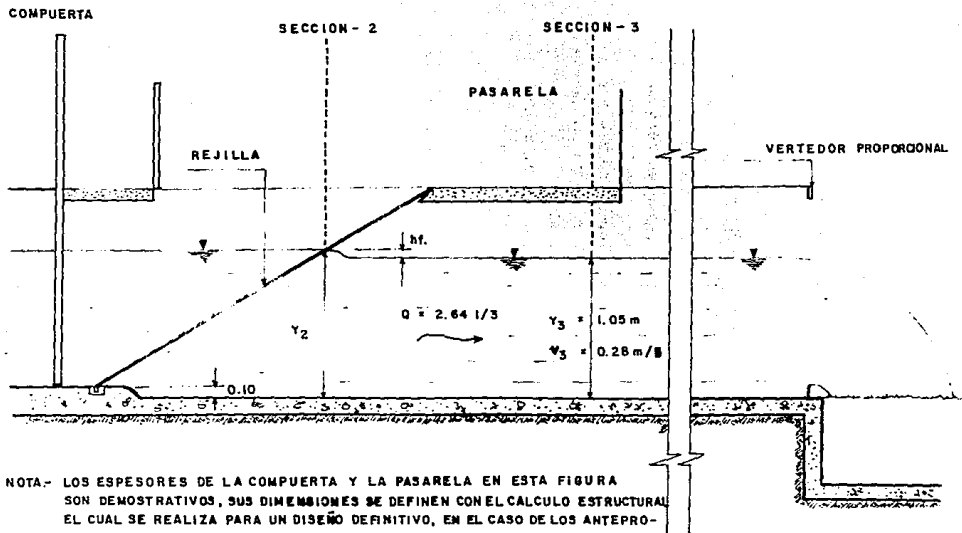 COMPUERTA
SECCION-2
SECCION-3
PASARELA
REJILLA
VERTEDOR PROPORCIONAL
hf.
Y2
Q = 2.64 l/3
Y3 = 1.05 m
V3 = 0.28 m/s
0.10
NOTA.- LOS ESPESORES DE LA COMPUERTA Y LA PASARELA EN ESTA FIGURA
SON DEMOSTRATIVOS, SUS DIMENSIONES SE DEFINEN CON EL CALCULO ESTRUCTURAL
EL CUAL SE REALIZA PARA UN DISEÑO DEFINITIVO, EN EL CASO DE LOS ANTEPRO-